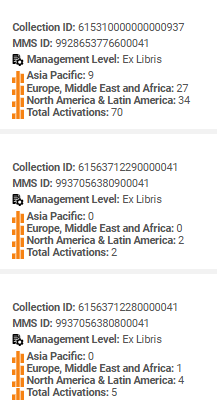 Collection ID: 615310000000000937
MMS ID: 9928653776600041
Management Level: Ex Libris
Asia Pacific: 9
Europe, Middle East and Africa: 27
North America & Latin America: 34
Total Activations: 70
Collection ID: 61563712290000041
MMS ID: 9937056380900041
Management Level: Ex Libris
Asia Pacific: 0
Europe, Middle East and Africa: 0
North America & Latin America: 2
Total Activations: 2
Collection ID: 61563712280000041
MMS ID: 9937056380800041
Management Level: Ex Libris
Asia Pacific: 0
Europe, Middle East and Africa: 1
North America & Latin America: 4
Total Activations: 5